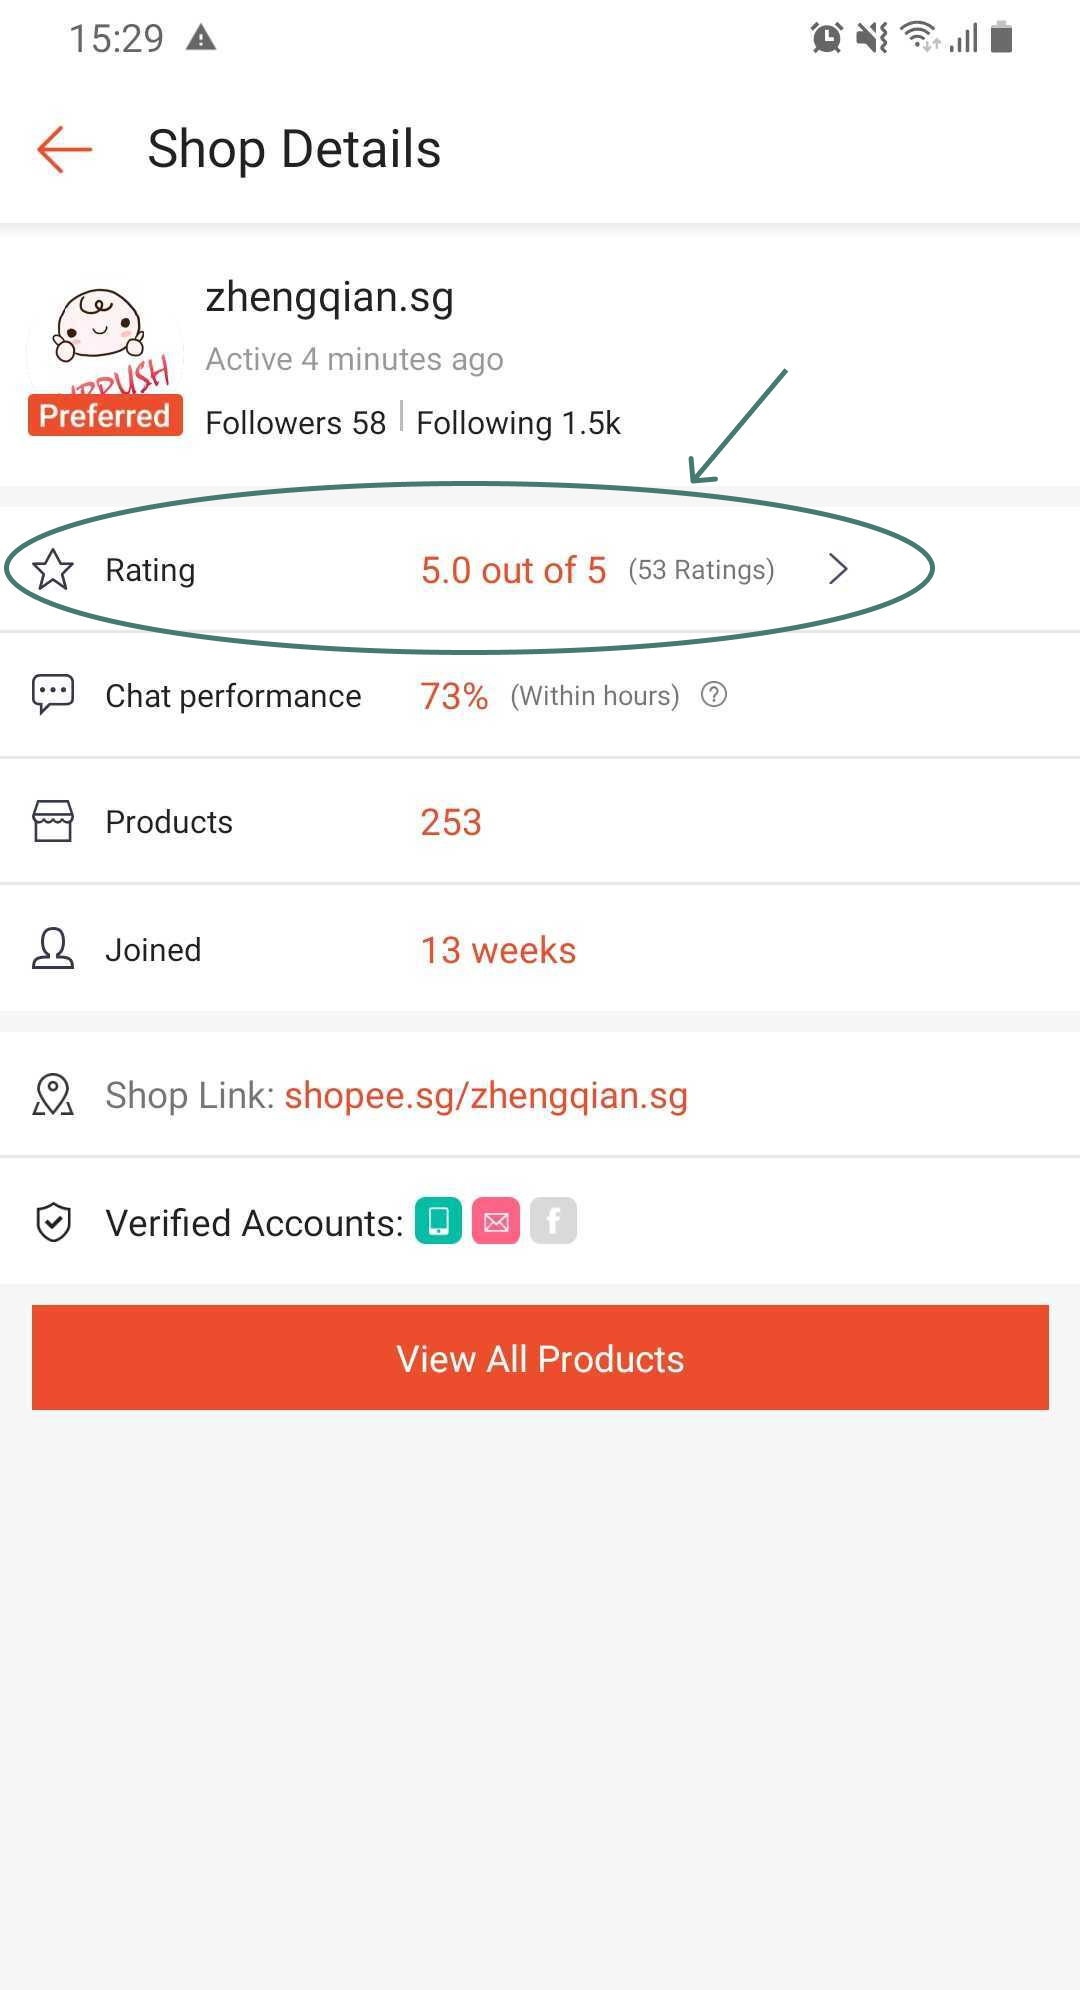 15:29
Shop Details
zhengqian.sg
Active 4 minutes ago
Preferred
Followers 58 | Following 1.5k
Rating 5.0 out of 5 (53 Ratings)
Chat performance 73% (Within hours) ?
Products 253
Joined 13 weeks
Shop Link: shopee.sg/zhengqian.sg
Verified Accounts: f
View All Products